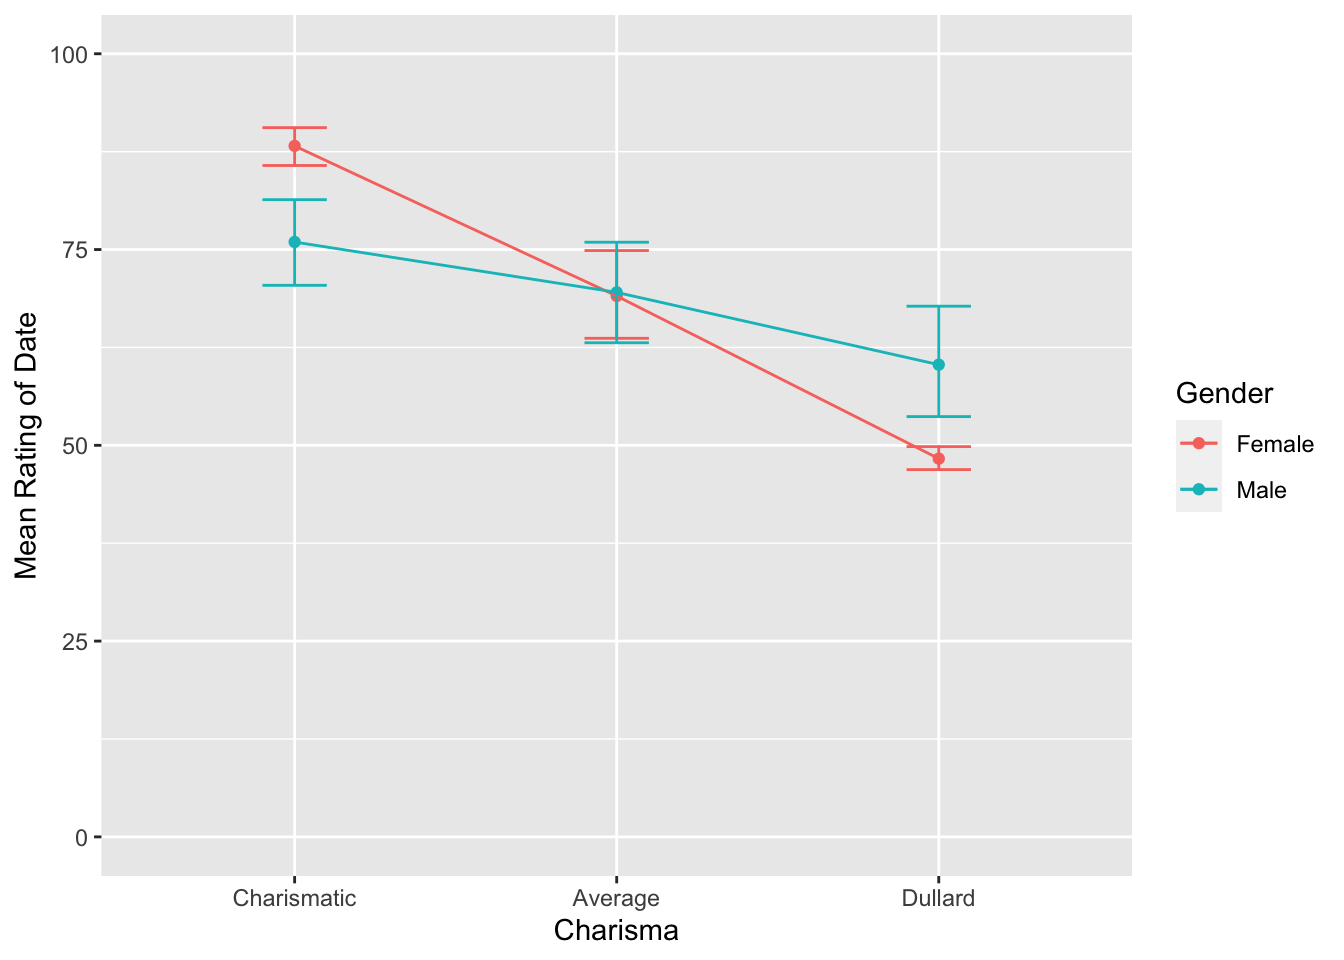 100
75
50
25
0
Mean Rating of Date
Charismatic
Average
Dullard
Charisma
Gender
Female
Male